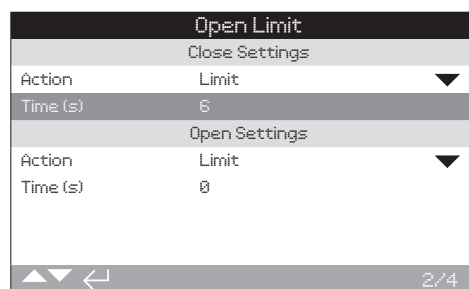 Open Limit
Close Settings
Action Limit
Time (s) 6
Open Settings
Action Limit
Time (s) 0
2/4